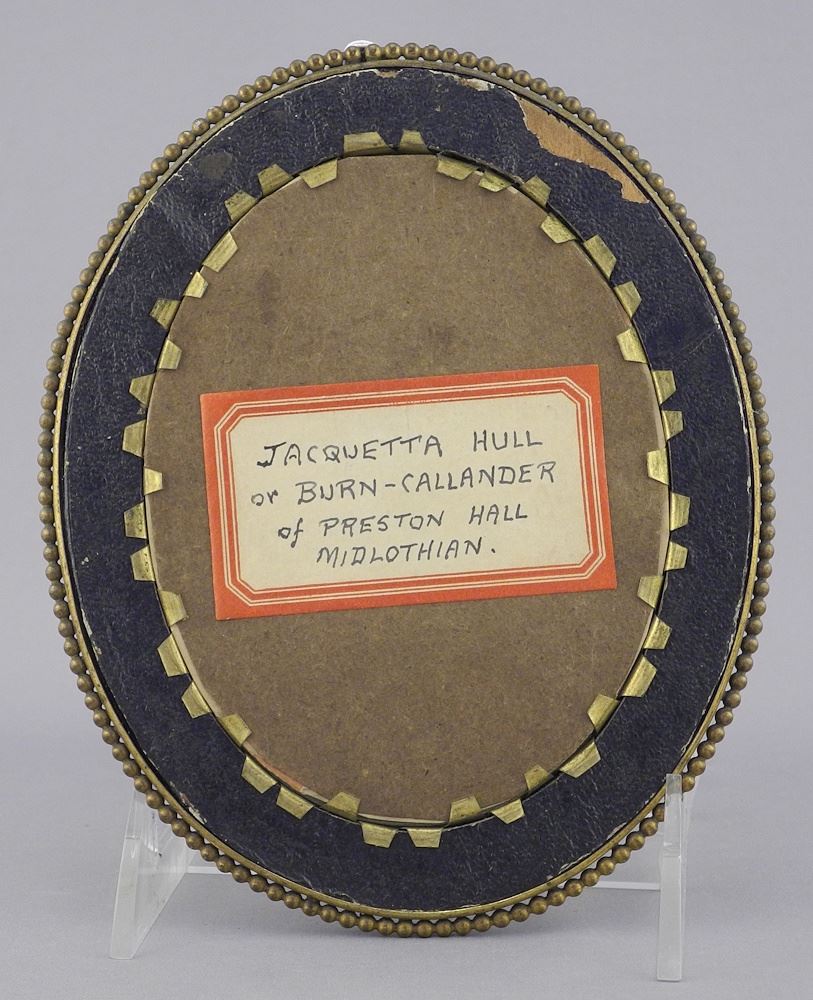 JACQUETTA HULL
or BURN-CALLANDER
of PRESTON HALL
MIDLOTHIAN.